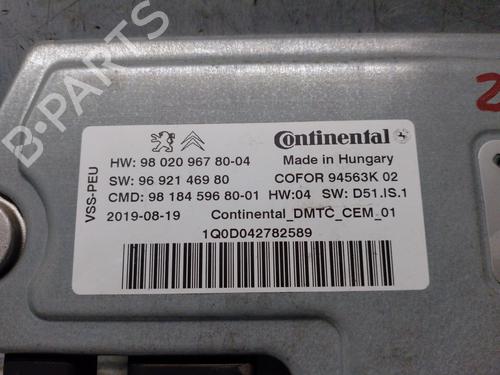 B-PARTS
2
Continental
Made in Hungary
HW: 98 020 967 80-04
SW: 96 921 469 80
COFOR 94563K 02
CMD: 98 184 596 80-01 HW:04 SW: D51.IS.1
2019-08-19 Continental_DMTC_CEM_01
1Q0D042782589
VSS-PEU